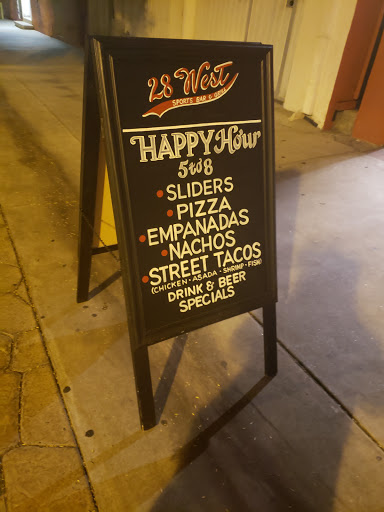 28 West
SPORTS BAR & GRILL
HAPPY Hour
5 to 8
• SLIDERS
• PIZZA
• EMPANADAS
• NACHOS
• STREET TACOS
(CHICKEN - ASADA - SHRIMP - FISH)
DRINK & BEER
SPECIALS